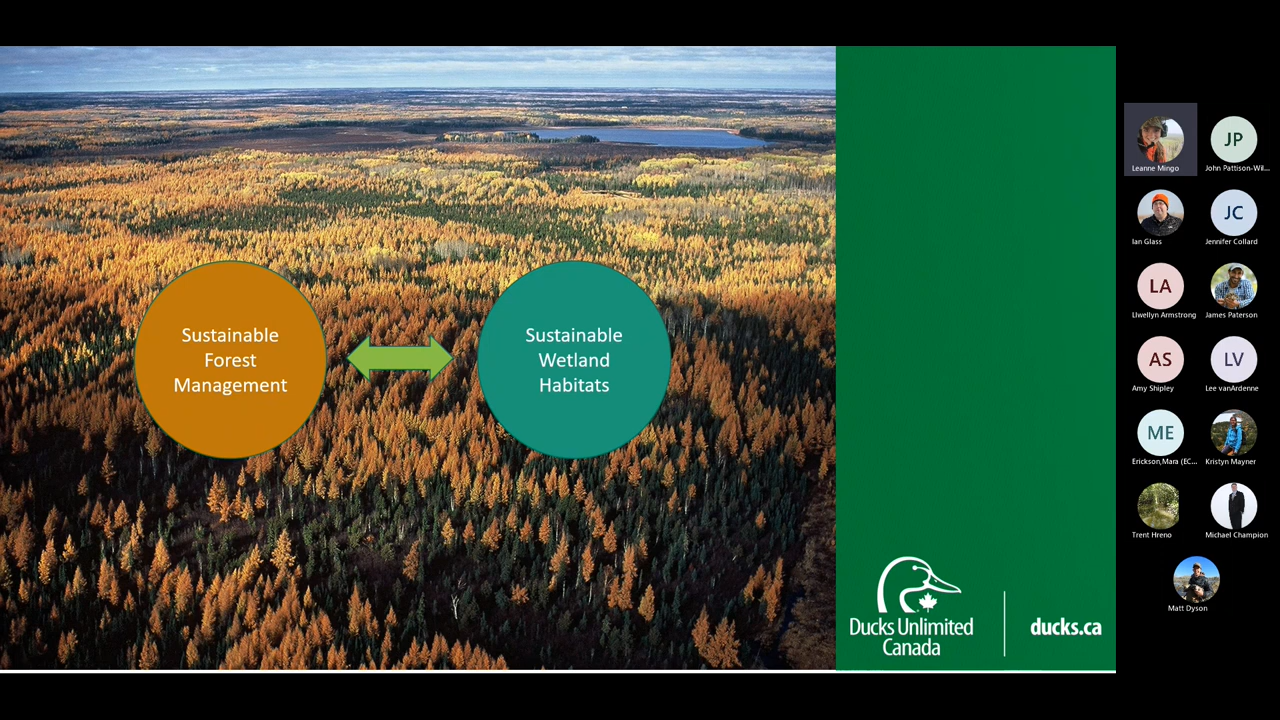 Sustainable
Forest
Management
Sustainable
Wetland
Habitats
Ducks Unlimited
Canada
ducks.ca
Leanne Mingo
JP
John Pattison-Wil...
Ian Glass
JC
Jennifer Collard
LA
Llwellyn Armstrong
James Paterson
AS
Amy Shipley
LV
Lee vanArdenne
ME
Erickson,Mara (EC...
Kristyn Mayner
Trent Hreno
Michael Champion
Matt Dyson